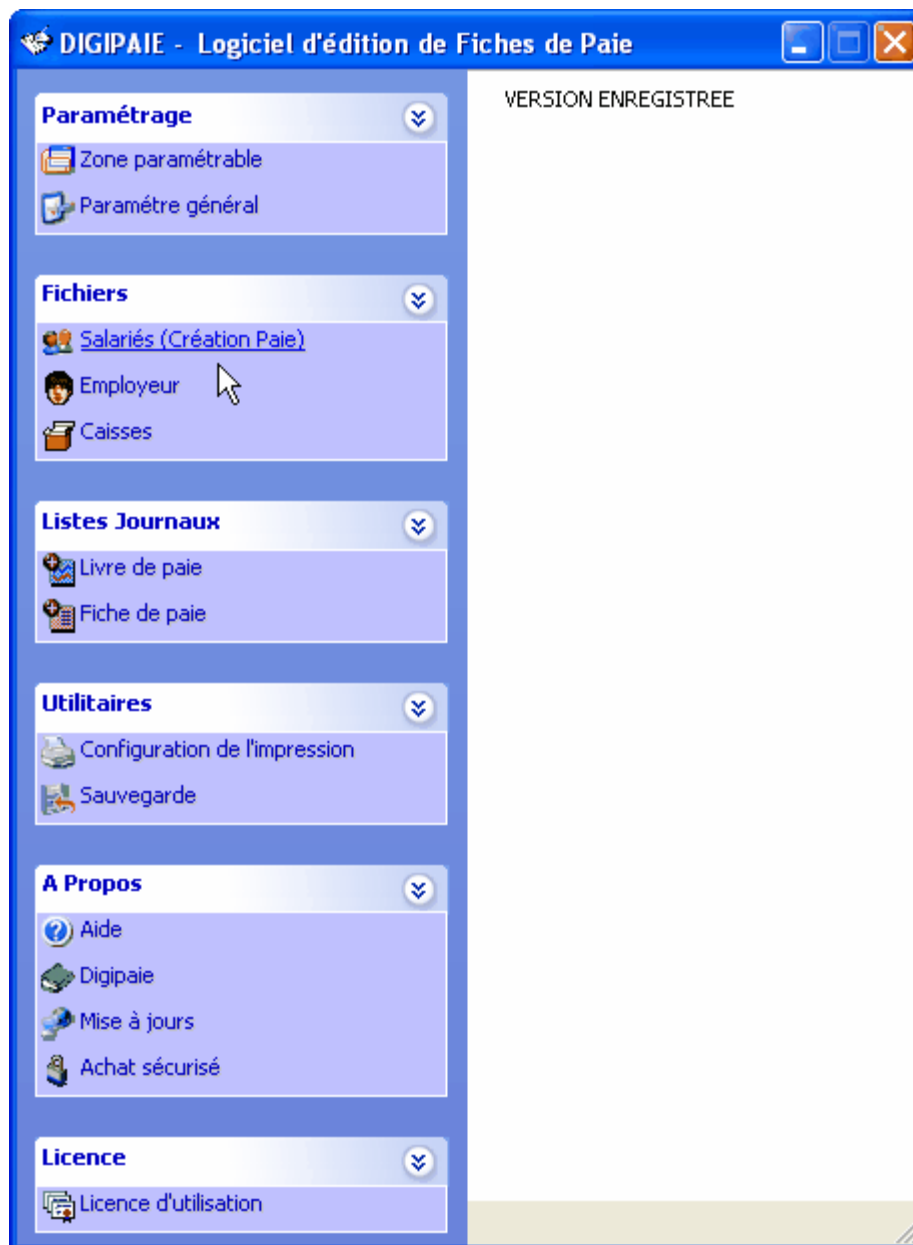 DIGIPAIE - Logiciel d'édition de Fiches de Paie
VERSION ENREGISTREE
Paramétrage
Zone paramétrable
Paramétre général
Fichiers
Salariés (Création Paie)
Employeur
Caisses
Listes Journaux
Livre de paie
Fiche de paie
Utilitaires
Configuration de l'impression
Sauvegarde
A Propos
Aide
Digipaie
Mise à jours
Achat sécurisé
Licence
Licence d'utilisation